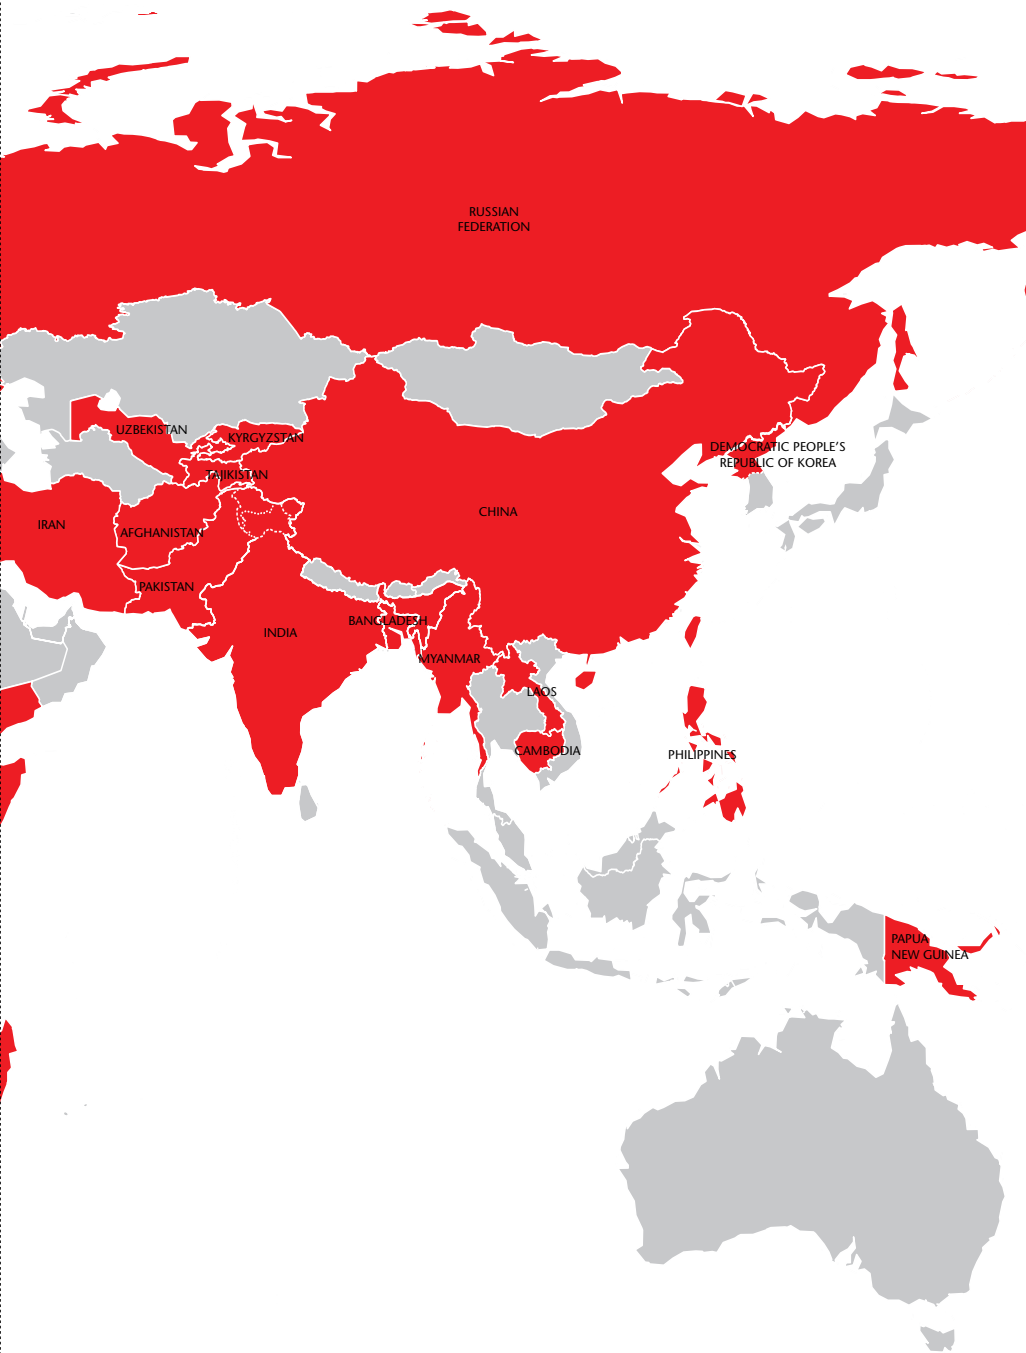 RUSSIAN
FEDERATION
UZBEKISTAN
KYRGYZSTAN
DEMOCRATIC PEOPLE'S
REPUBLIC OF KOREA
TAJIKISTAN
CHINA
IRAN
AFGHANISTAN
PAKISTAN
BANGLADESH
INDIA
MYANMAR
LAOS
CAMBODIA
PHILIPPINES
PAPUA
NEW GUINEA